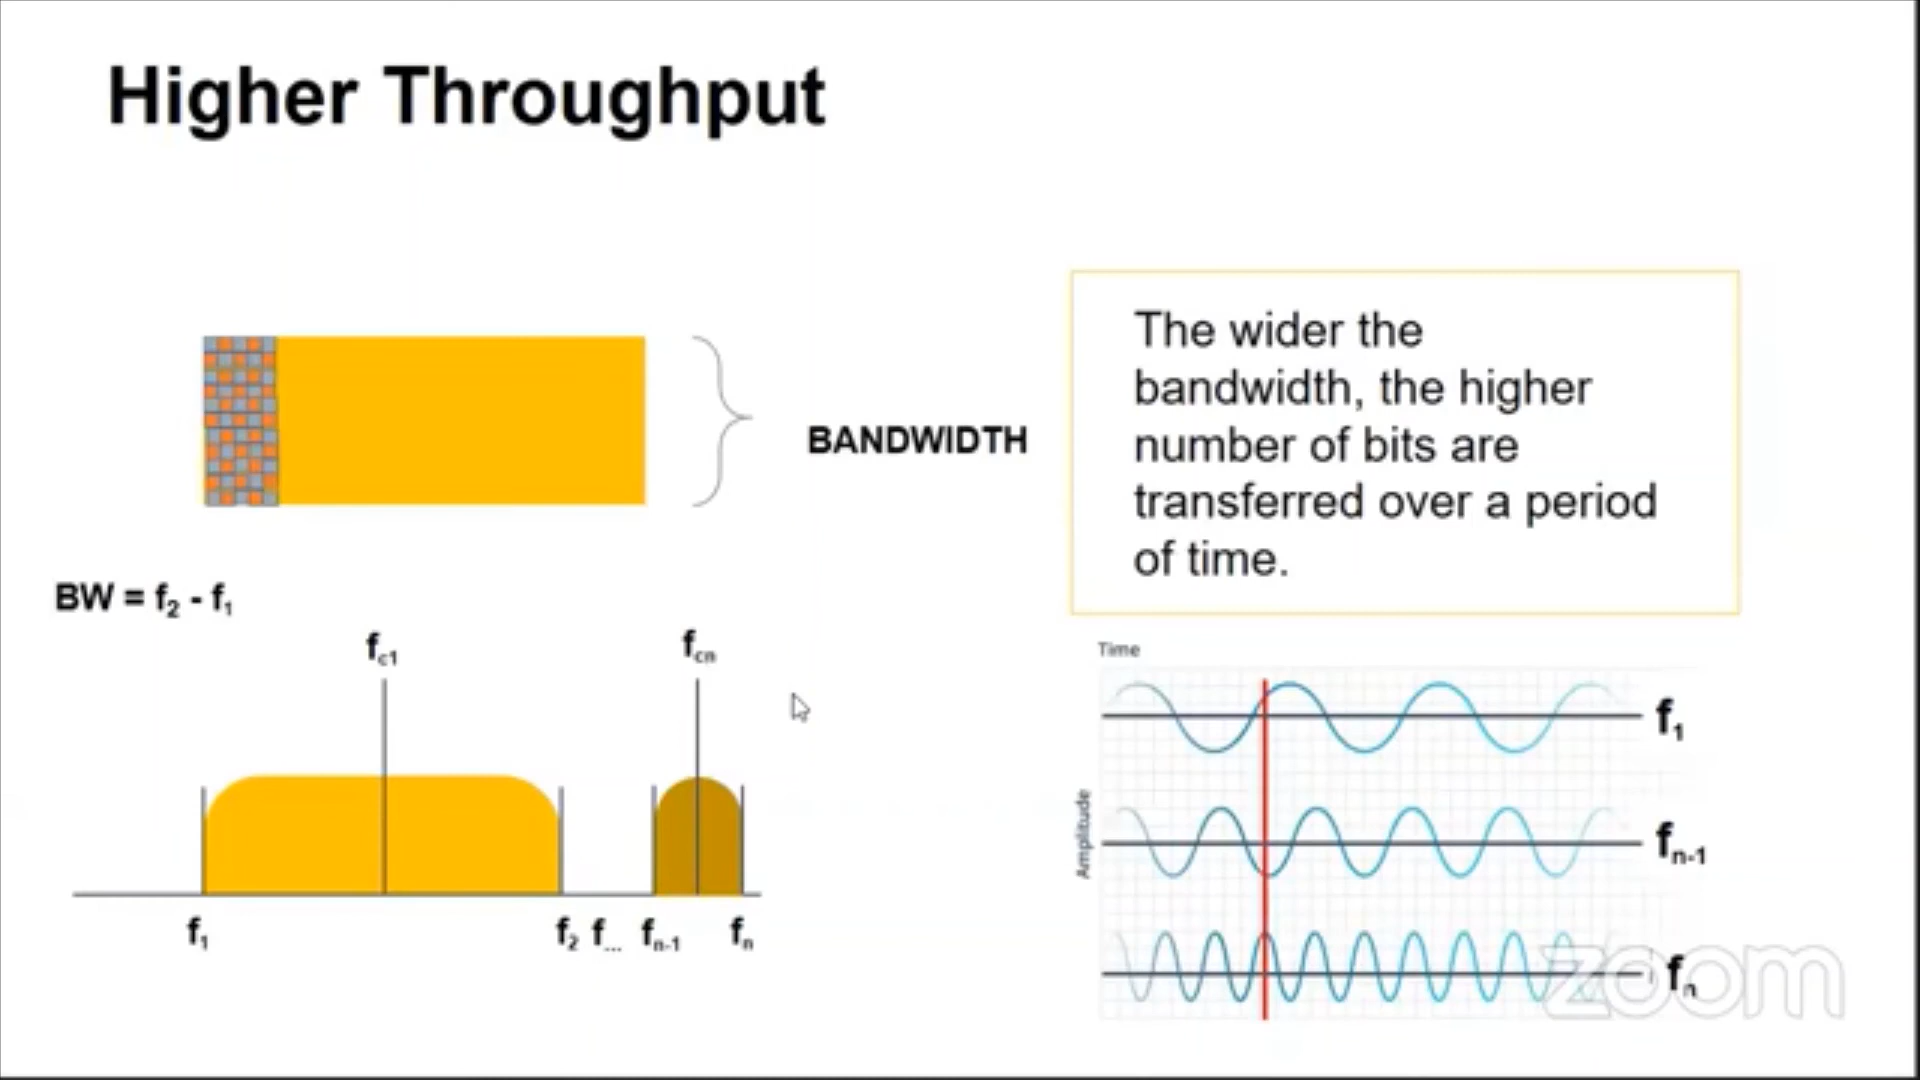 Higher Throughput
BANDWIDTH
The wider the
bandwidth, the higher
number of bits are
transferred over a period
of time.
BW = f₂ - f₁
fc1
fcn
f₁
f₂
f...
fn-1
fn
Time
Amplitude
f₁
fn-1
fn
zoom